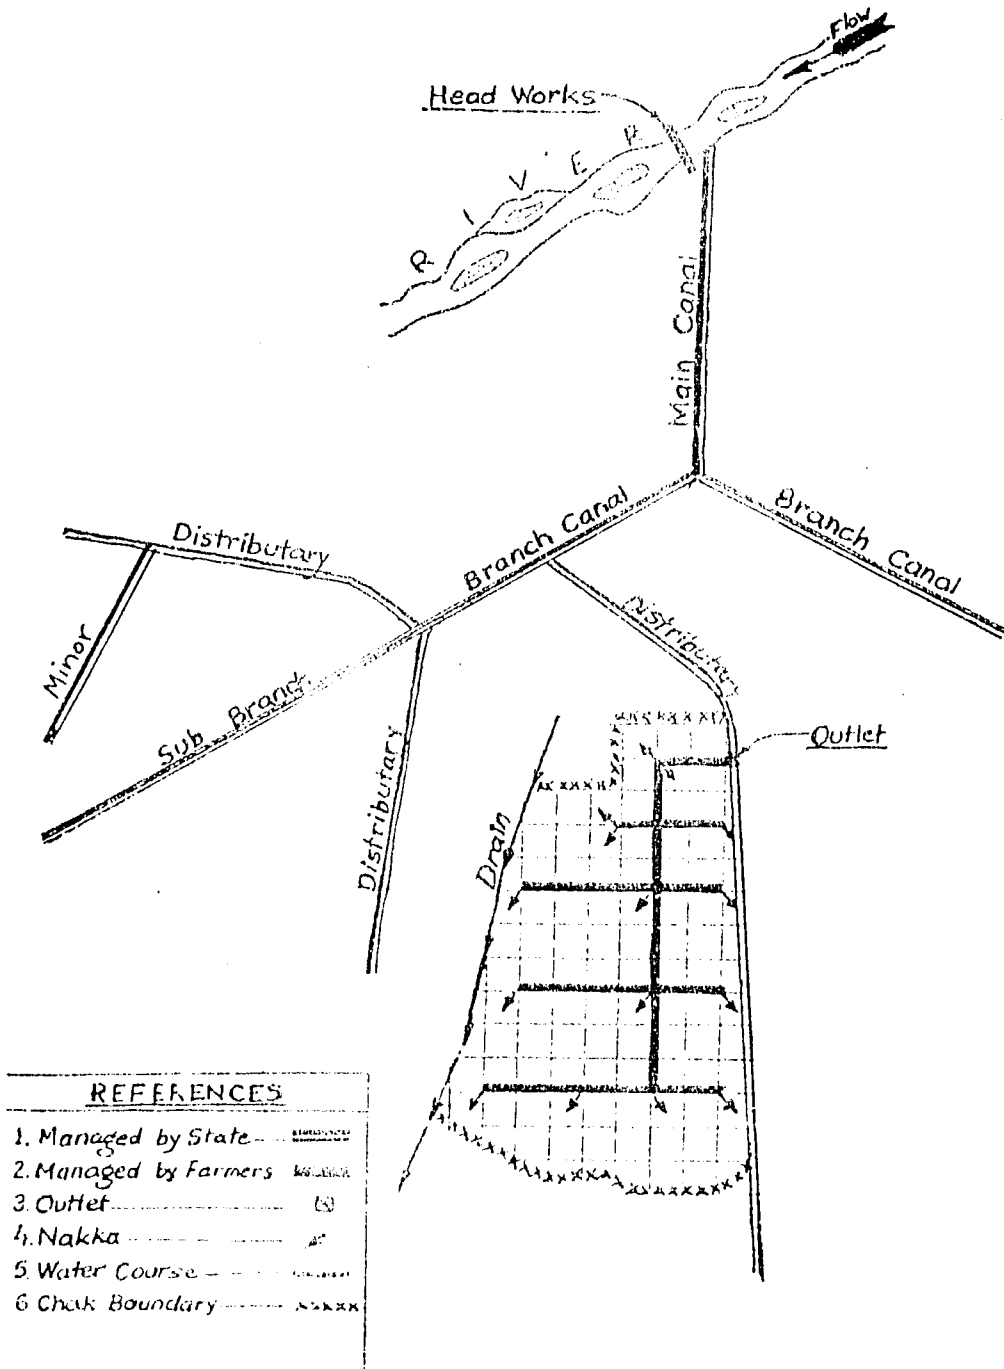 Flow
Head Works
RIVER
Main Canal
Branch Canal
Branch Canal
Distributary
Distributary
Minor
Sub Branch
Distributary
Outlet
Drain
REFERENCES
1. Managed by State
2. Managed by Farmers
3. Outlet
4. Nakka
5. Water Course
6 Chak Boundary